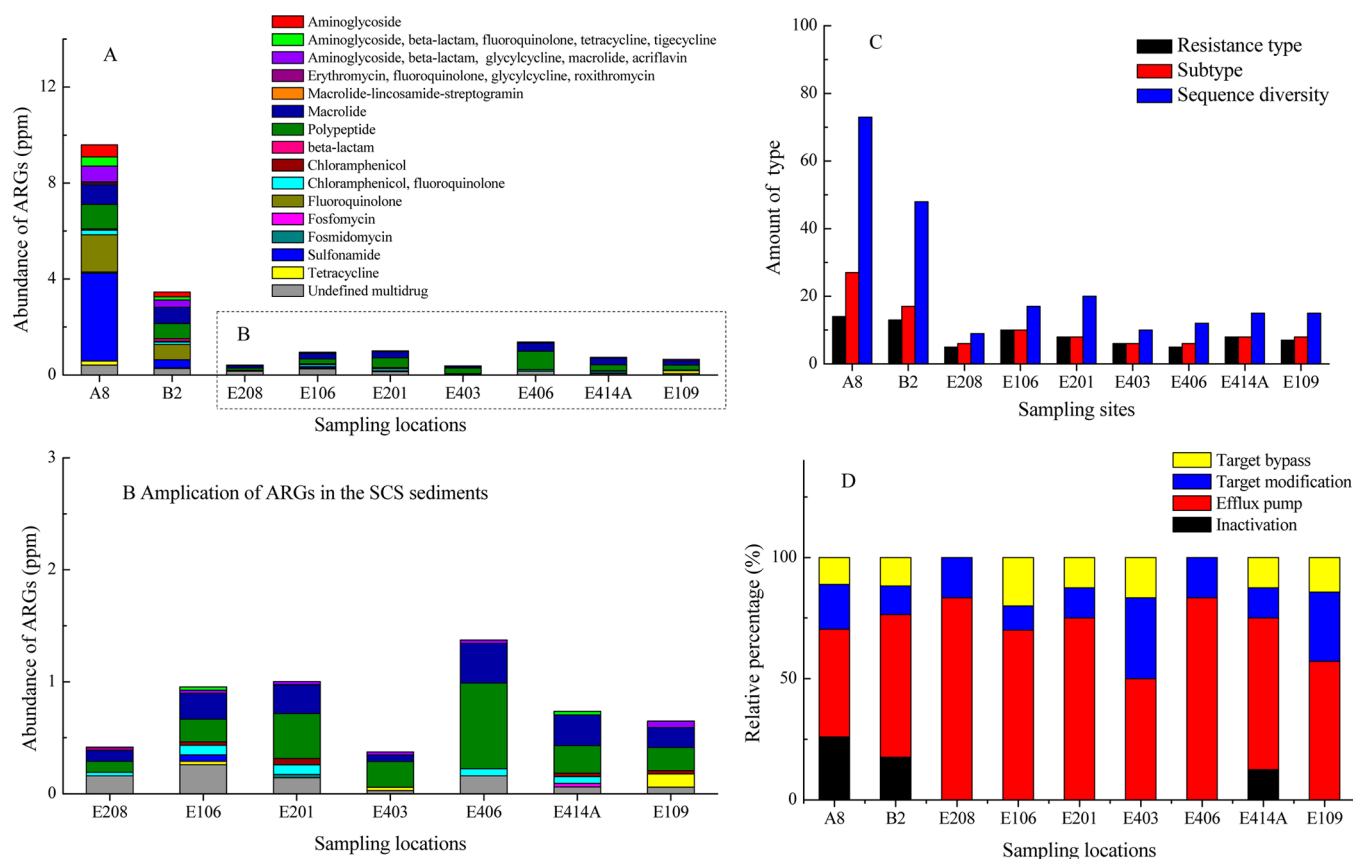 A
Aminoglycoside
Aminoglycoside, beta-lactam, fluoroquinolone, tetracycline, tigecycline
Aminoglycoside, beta-lactam, glycylcycline, macrolide, acriflavin
Erythromycin, fluoroquinolone, glycylcycline, roxithromycin
Macrolide-lincosamide-streptogramin
Macrolide
Polypeptide
beta-lactam
Chloramphenicol
Chloramphenicol, fluoroquinolone
Fluoroquinolone
Fosfomycin
Fosmidomycin
Sulfonamide
Tetracycline
Undefined multidrug
B
Abundance of ARGs (ppm)
12
8
4
0
A8 B2 E208 E106 E201 E403 E406 E414A E109
Sampling locations
C
Resistance type
Subtype
Sequence diversity
Amount of type
100
80
60
40
20
0
A8 B2 E208 E106 E201 E403 E406 E414A E109
Sampling sites
B Amplication of ARGs in the SCS sediments
Abundance of ARGs (ppm)
3
2
1
0
E208 E106 E201 E403 E406 E414A E109
Sampling locations
D
Target bypass
Target modification
Efflux pump
Inactivation
Relative percentage (%)
100
50
0
A8 B2 E208 E106 E201 E403 E406 E414A E109
Sampling locations